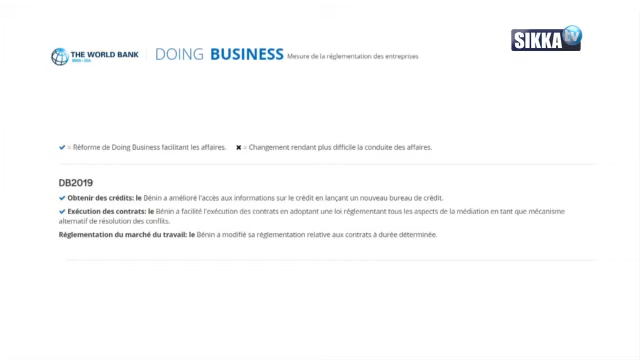 SIKKA TV
THE WORLD BANK
IBRD • IDA
DOING BUSINESS Mesure de la réglementation des entreprises
✔ = Réforme de Doing Business facilitant les affaires. ✖ = Changement rendant plus difficile la conduite des affaires.
DB2019
✔ Obtenir des crédits: le Bénin a amélioré l'accès aux informations sur le crédit en lançant un nouveau bureau de crédit.
✔ Exécution des contrats: le Bénin a facilité l'exécution des contrats en adoptant une loi réglementant tous les aspects de la médiation en tant que mécanisme
alternatif de résolution des conflits.
Réglementation du marché du travail: le Bénin a modifié sa réglementation relative aux contrats à durée déterminée.